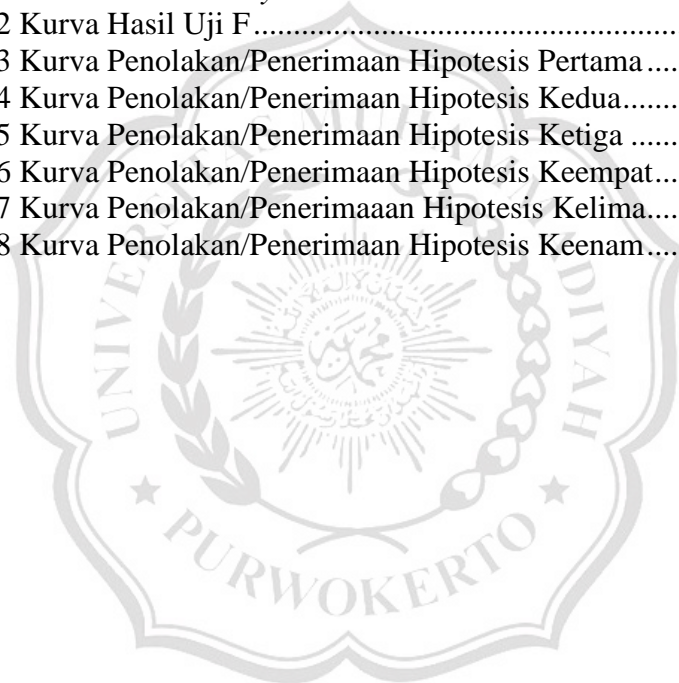 2 Kurva Hasil Uji F..............................................
3 Kurva Penolakan/Penerimaan Hipotesis Pertama....
4 Kurva Penolakan/Penerimaan Hipotesis Kedua.......
5 Kurva Penolakan/Penerimaan Hipotesis Ketiga ......
6 Kurva Penolakan/Penerimaan Hipotesis Keempat...
7 Kurva Penolakan/Penerimaaan Hipotesis Kelima....
8 Kurva Penolakan/Penerimaan Hipotesis Keenam....
UNIVERSITAS MUHAMMADIYAH
PURWOKERTO